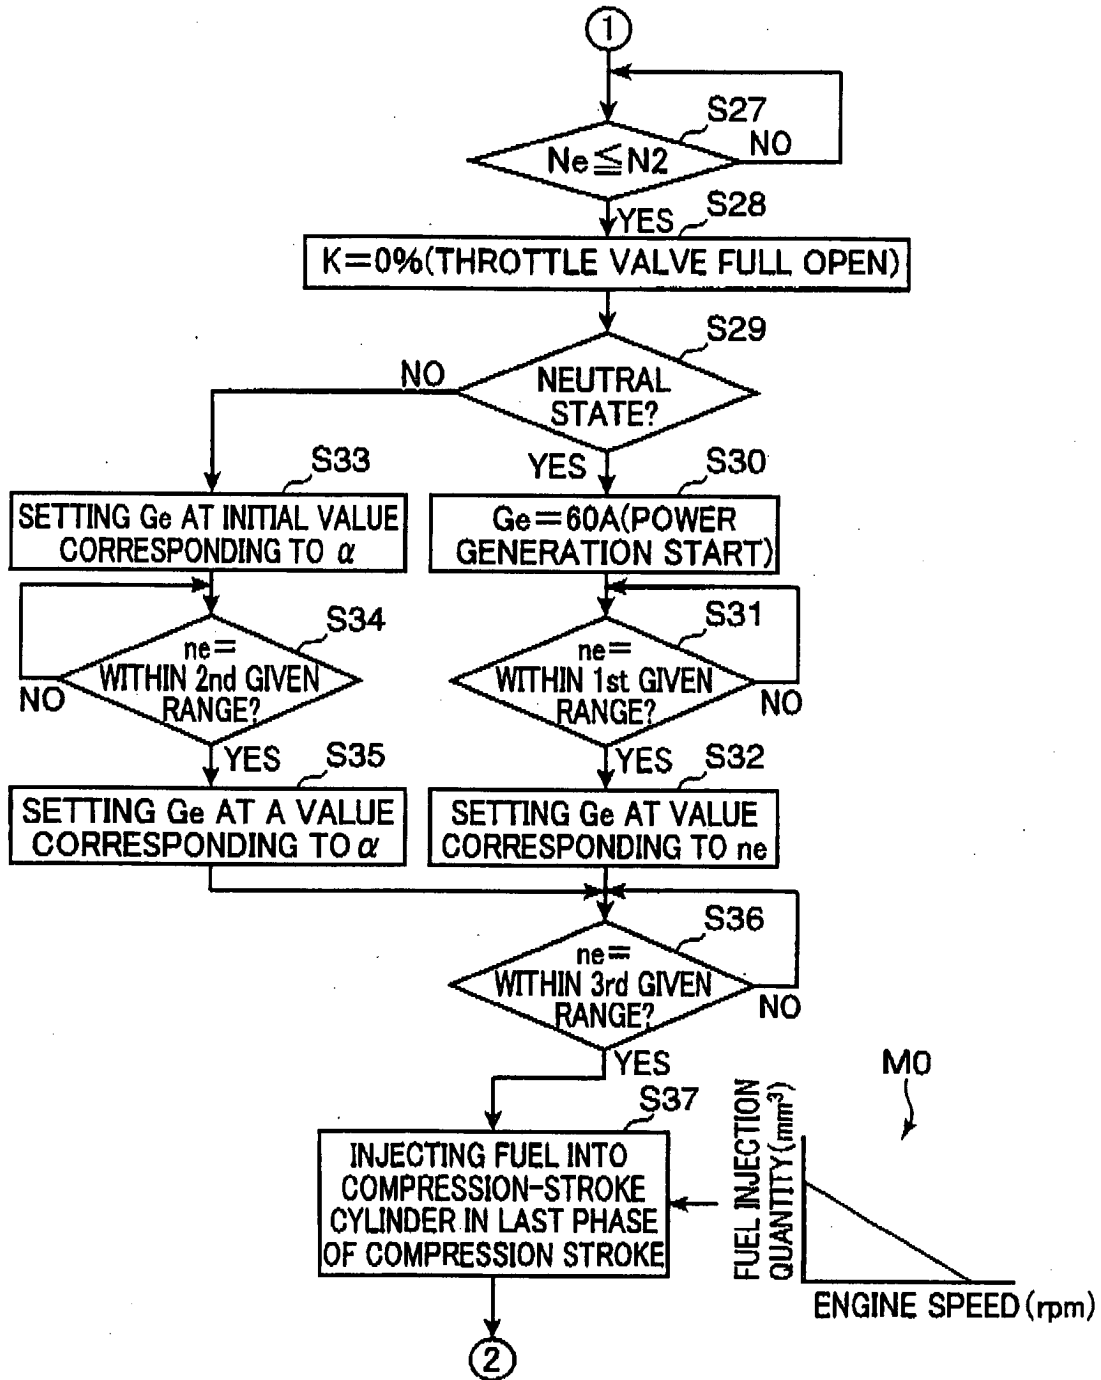 1
S27
Ne≦N2
NO
YES
S28
K=0%(THROTTLE VALVE FULL OPEN)
S29
NO
NEUTRAL
STATE?
YES
S33
S30
SETTING Ge AT INITIAL VALUE
CORRESPONDING TO α
Ge=60A(POWER
GENERATION START)
S34
ne=
WITHIN 2nd GIVEN
RANGE?
NO
S31
ne=
WITHIN 1st GIVEN
RANGE?
NO
YES
S35
YES
S32
SETTING Ge AT A VALUE
CORRESPONDING TO α
SETTING Ge AT VALUE
CORRESPONDING TO ne
S36
ne=
WITHIN 3rd GIVEN
RANGE?
NO
YES
S37
INJECTING FUEL INTO
COMPRESSION-STROKE
CYLINDER IN LAST PHASE
OF COMPRESSION STROKE
M0
FUEL INJECTION
QUANTITY(mm³)
ENGINE SPEED(rpm)
2